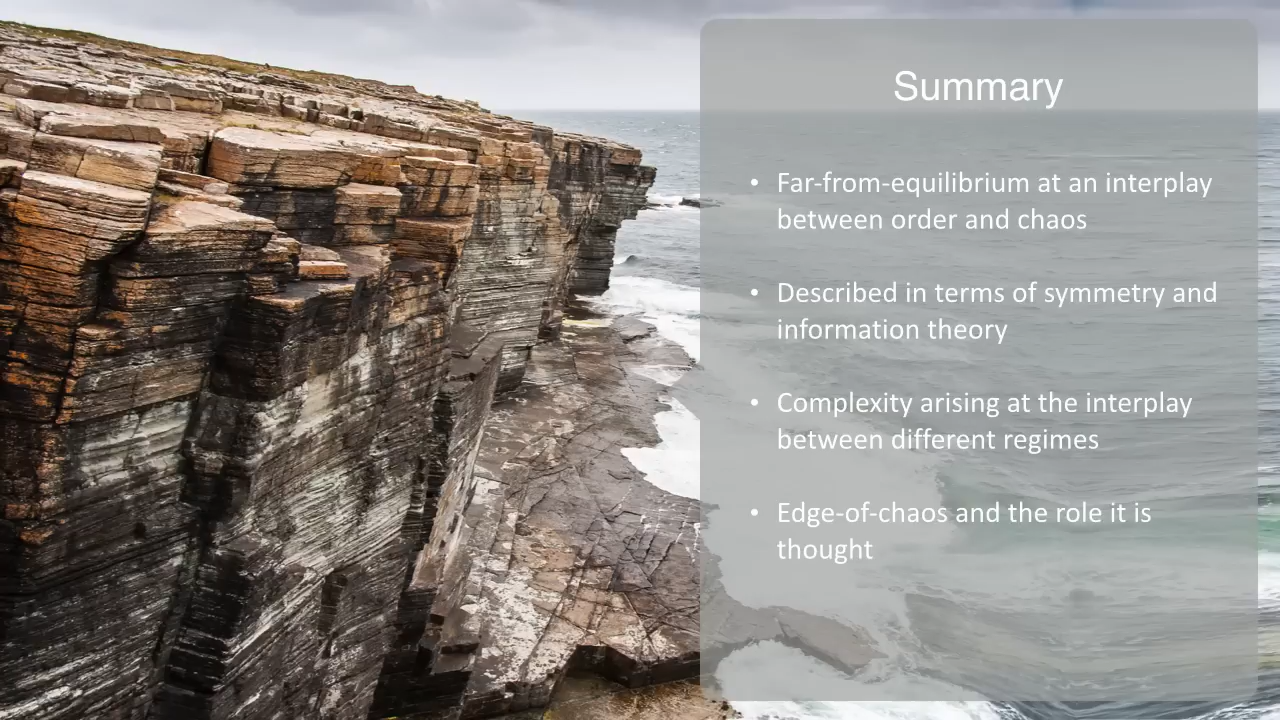 Summary
• Far-from-equilibrium at an interplay
between order and chaos
• Described in terms of symmetry and
information theory
• Complexity arising at the interplay
between different regimes
• Edge-of-chaos and the role it is
thought